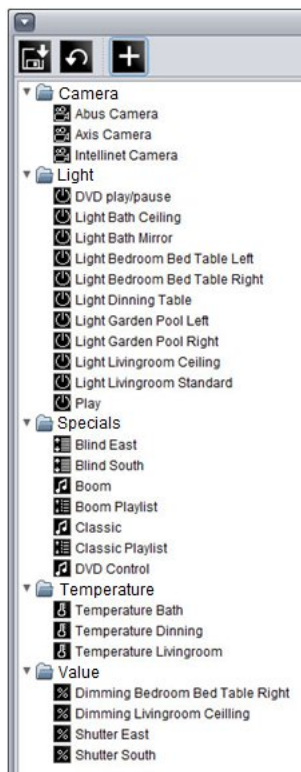 Camera
Abus Camera
Axis Camera
Intellinet Camera
Light
DVD play/pause
Light Bath Ceiling
Light Bath Mirror
Light Bedroom Bed Table Left
Light Bedroom Bed Table Right
Light Dinning Table
Light Garden Pool Left
Light Garden Pool Right
Light Livingroom Ceiling
Light Livingroom Standard
Play
Specials
Blind East
Blind South
Boom
Boom Playlist
Classic
Classic Playlist
DVD Control
Temperature
Temperature Bath
Temperature Dinning
Temperature Livingroom
Value
% Dimming Bedroom Bed Table Right
% Dimming Livingroom Ceilling
% Shutter East
% Shutter South